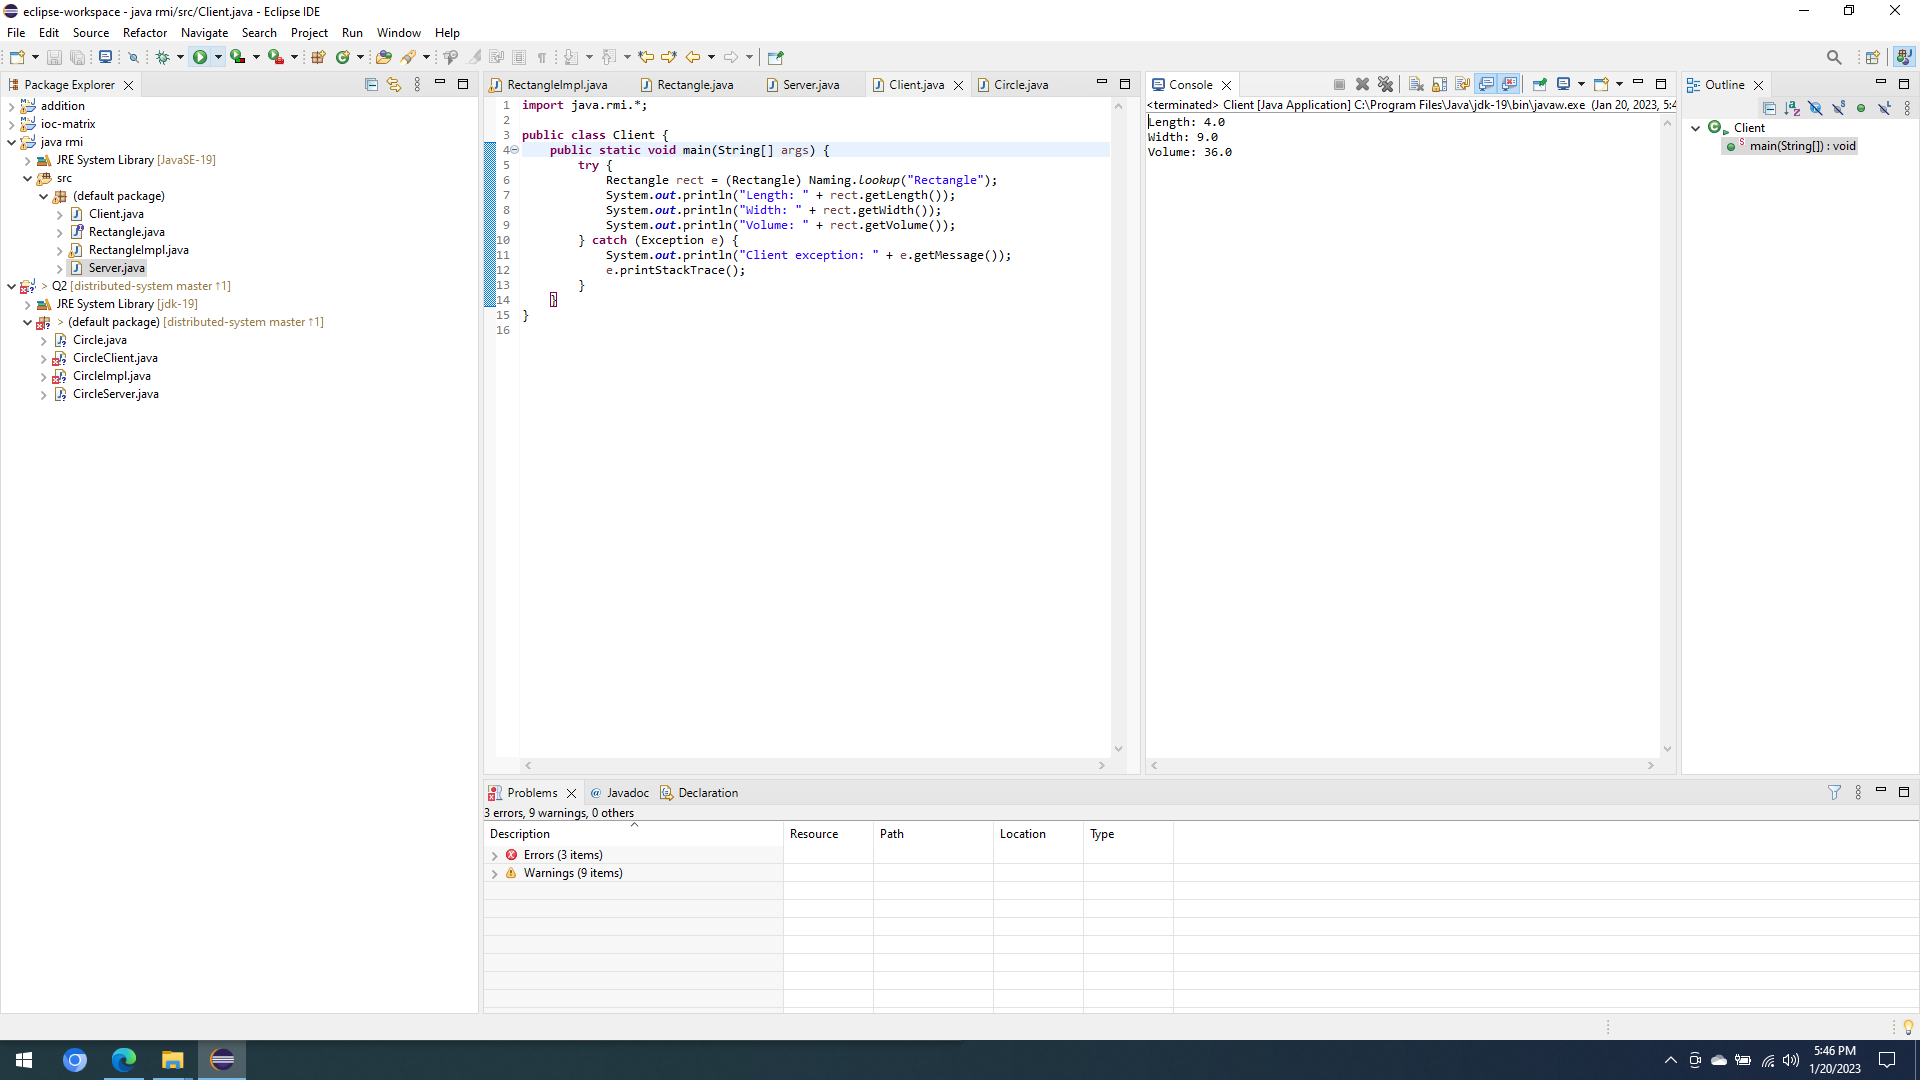 eclipse-workspace - java rmi/src/Client.java - Eclipse IDE
File Edit Source Refactor Navigate Search Project Run Window Help
Package Explorer
addition
ioc-matrix
java rmi
JRE System Library [JavaSE-19]
src
(default package)
Client.java
Rectangle.java
RectangleImpl.java
Server.java
> Q2 [distributed-system master ↑1]
JRE System Library [jdk-19]
> (default package) [distributed-system master ↑1]
Circle.java
CircleClient.java
CircleImpl.java
CircleServer.java
RectangleImpl.java Rectangle.java Server.java Client.java Circle.java
1 import java.rmi.*;
2
3 public class Client {
4 public static void main(String[] args) {
5 try {
6 Rectangle rect = (Rectangle) Naming.lookup("Rectangle");
7 System.out.println("Length: " + rect.getLength());
8 System.out.println("Width: " + rect.getWidth());
9 System.out.println("Volume: " + rect.getVolume());
10 } catch (Exception e) {
11 System.out.println("Client exception: " + e.getMessage());
12 e.printStackTrace();
13 }
14 }
15 }
16
Console
<terminated> Client [Java Application] C:\Program Files\Java\jdk-19\bin\javaw.exe (Jan 20, 2023, 5:4
Length: 4.0
Width: 9.0
Volume: 36.0
Outline
Client
main(String[]) : void
Problems Javadoc Declaration
3 errors, 9 warnings, 0 others
Description Resource Path Location Type
Errors (3 items)
Warnings (9 items)
5:46 PM
1/20/2023